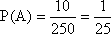 P(A) = 10/250 = 1/25